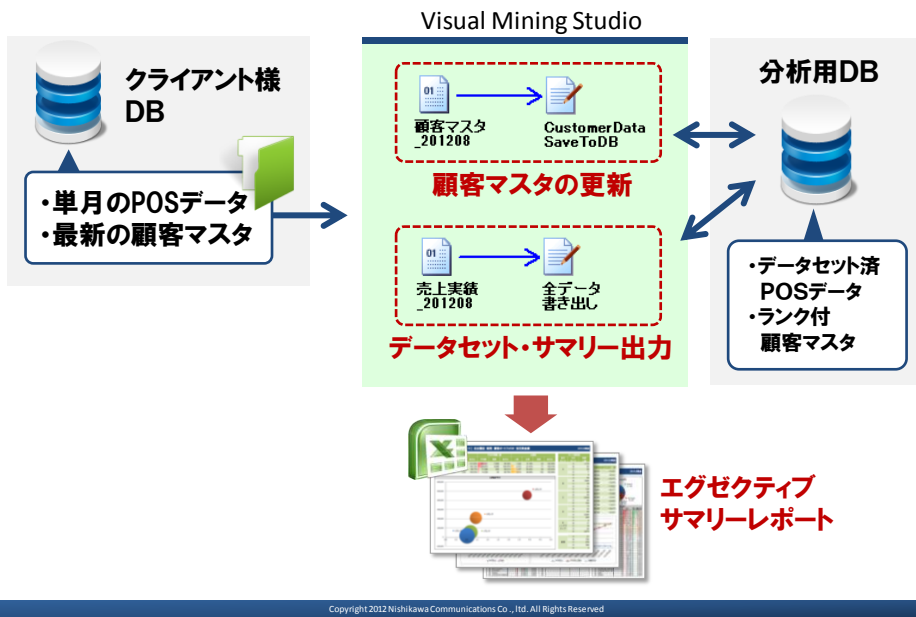 Visual Mining Studio
クライアント様
DB
・単月のPOSデータ
・最新の顧客マスタ
01
顧客マスタ
_201208
CustomerData
SaveToDB
顧客マスタの更新
01
売上実績
_201208
全データ
書き出し
データセット・サマリー出力
分析用DB
・データセット済
POSデータ
・ランク付
顧客マスタ
エグゼクティブ
サマリーレポート
Copyright 2012 Nishikawa Communications Co ., ltd. All Rights Reserved